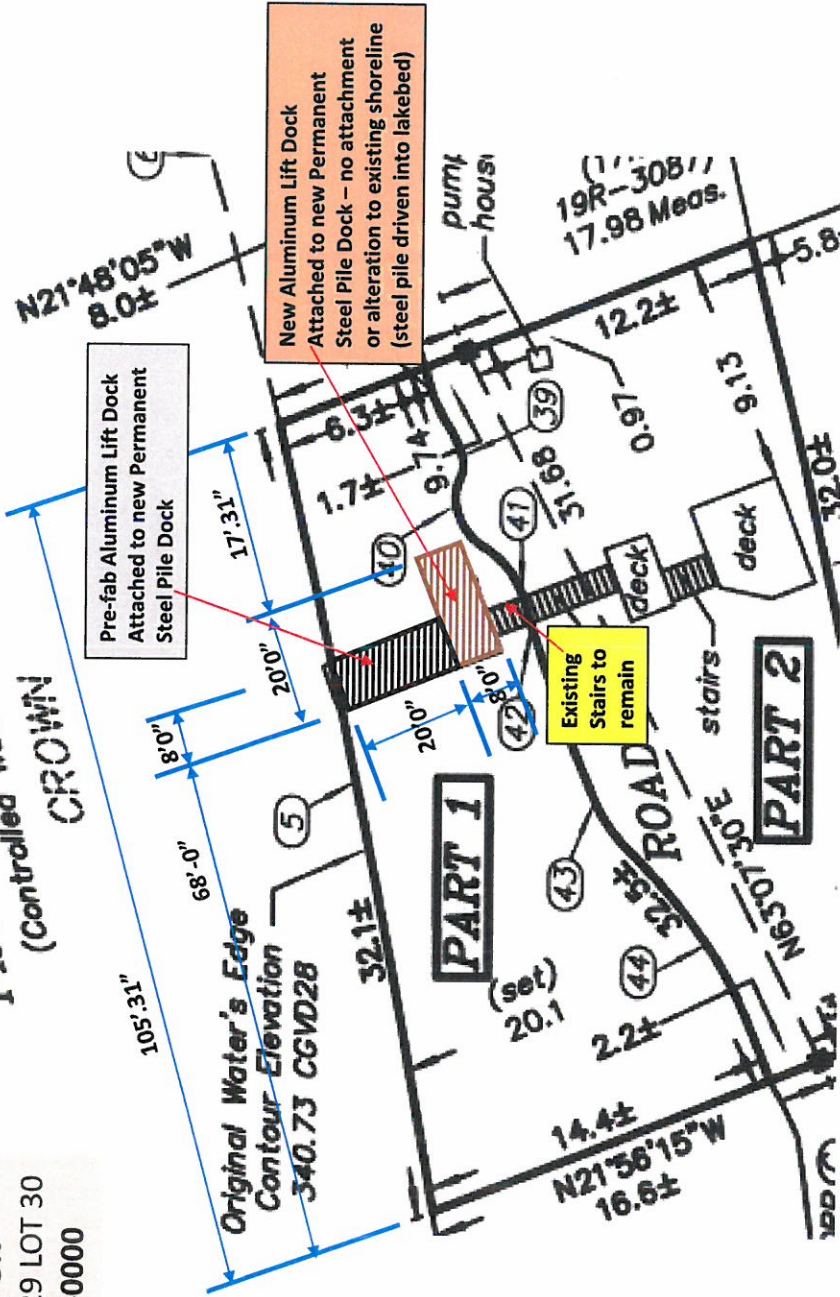 9 LOT 30
0000
(Controlled
CROWN
105'.31"
68'-0"
8'0"
20'0"
17'.31"
N21°48'05"W
8.0±
Pre-fab Aluminum Lift Dock
Attached to new Permanent
Steel Pile Dock
New Aluminum Lift Dock
Attached to new Permanent
Steel Pile Dock – no attachment
or alteration to existing shoreline
(steel pile driven into lakebed)
Original Water's Edge
Contour Elevation
340.73 CGVD28
5
32.1±
20'0"
8'0"
PART 1
(set)
20.1
14.4±
N21°56'15"W
16.6±
2.2±
44
43
42
41
40
39
32.5±
ROAD
N63°07'30"E
Existing
Stairs to
remain
6.3±
1.7±
9.74
31.68
pump
hous
19R-3087)
17.98 Meas.
12.2±
0.97
5.8
9.13
32.0±
deck
deck
stairs
PART 2